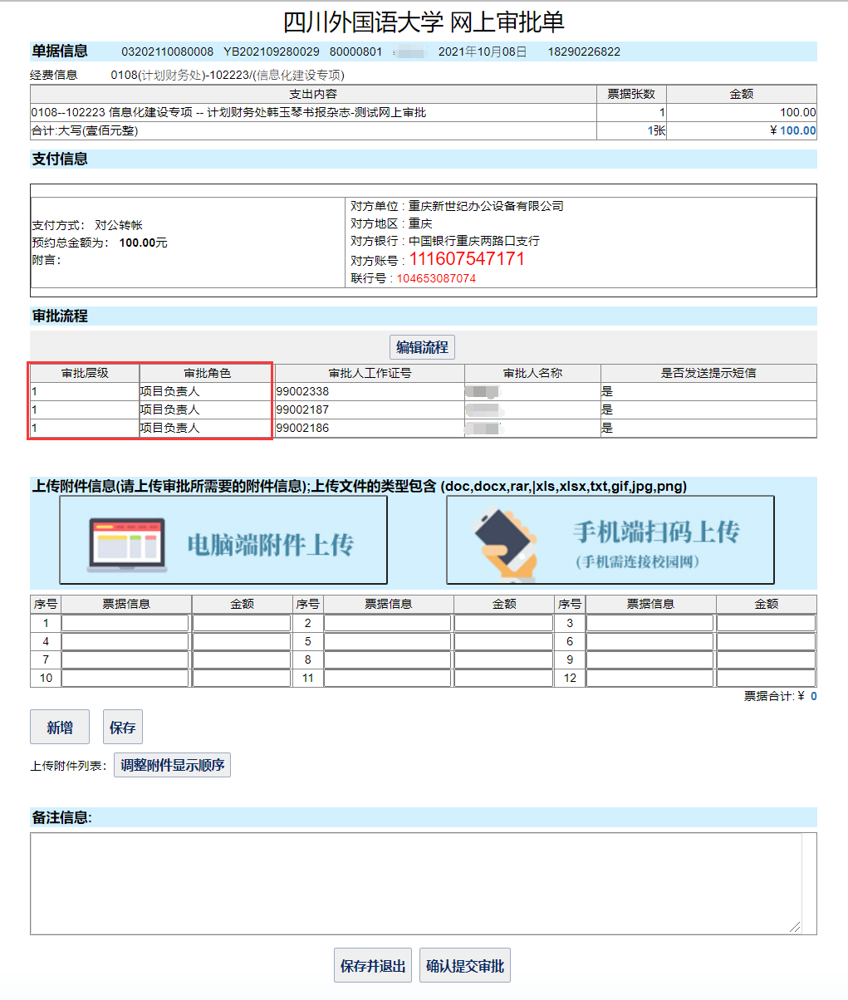 四川外国语大学 网上审批单
单据信息 03202110080008 YB202109280029 80000801 2021年10月08日 18290226822
经费信息 0108(计划财务处)-102223/(信息化建设专项)
支出内容 票据张数 金额
0108--102223 信息化建设专项 -- 计划财务处韩玉琴书报杂志-测试网上审批 1 100.00
合计:大写(壹佰元整) 1张 ¥ 100.00
支付信息
支付方式： 对公转帐
预约总金额为： 100.00元
附言：
对方单位 : 重庆新世纪办公设备有限公司
对方地区 : 重庆
对方银行 : 中国银行重庆两路口支行
对方账号 : 111607547171
联行号 : 104653087074
审批流程
编辑流程
审批层级 审批角色 审批人工作证号 审批人名称 是否发送提示短信
1 项目负责人 99002338 是
1 项目负责人 99002187 是
1 项目负责人 99002186 是
上传附件信息(请上传审批所需要的附件信息);上传文件的类型包含 (doc,docx,rar,|xls,xlsx,txt,gif,jpg,png)
电脑端附件上传
手机端扫码上传
(手机需连接校园网)
序号 票据信息 金额 序号 票据信息 金额 序号 票据信息 金额
1 2 3
4 5 6
7 8 9
10 11 12
票据合计: ¥ 0
新增 保存
上传附件列表： 调整附件显示顺序
备注信息:
保存并退出 确认提交审批